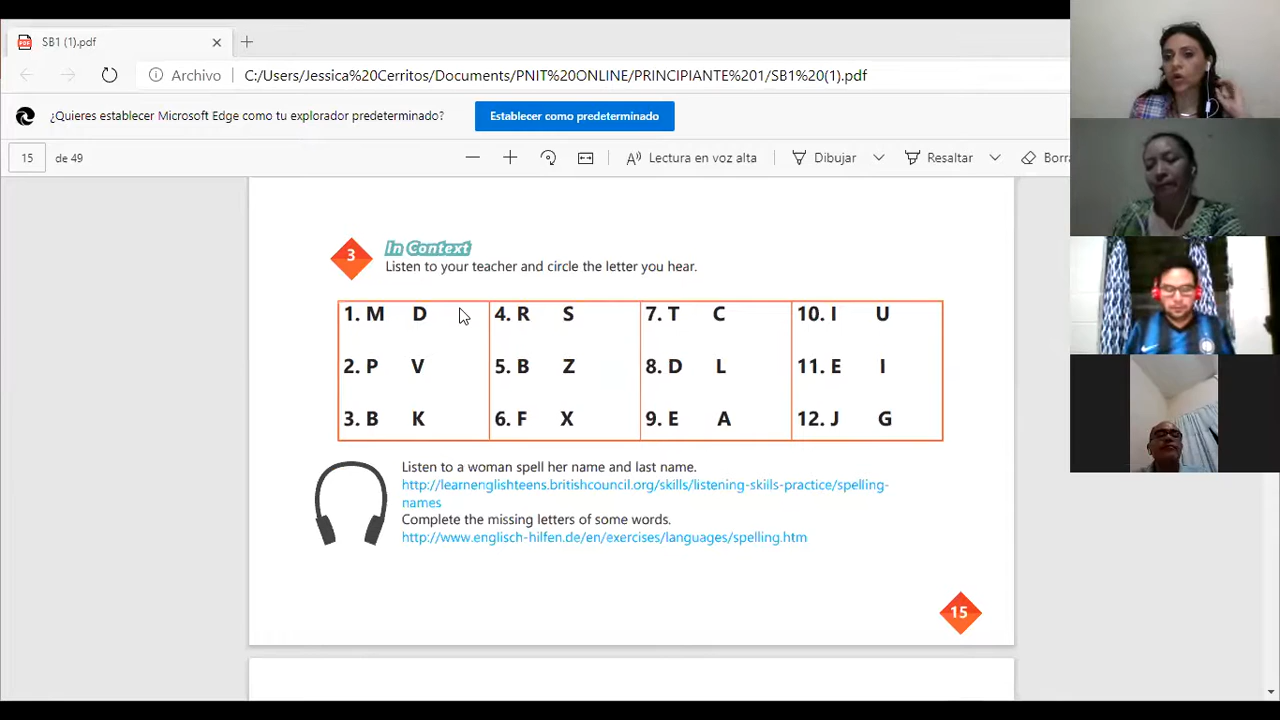 SB1 (1).pdf
Archivo C:/Users/Jessica%20Cerritos/Documents/PNIT%20ONLINE/PRINCIPIANTE%201/SB1%20(1).pdf
¿Quieres establecer Microsoft Edge como tu explorador predeterminado? Establecer como predeterminado
15 de 49 Lectura en voz alta Dibujar Resaltar Borra
3 In Context
Listen to your teacher and circle the letter you hear.
1. M D 4. R S 7. T C 10. I U
2. P V 5. B Z 8. D L 11. E I
3. B K 6. F X 9. E A 12. J G
Listen to a woman spell her name and last name.
http://learnenglishteens.britishcouncil.org/skills/listening-skills-practice/spelling-
names
Complete the missing letters of some words.
http://www.englisch-hilfen.de/en/exercises/languages/spelling.htm
15